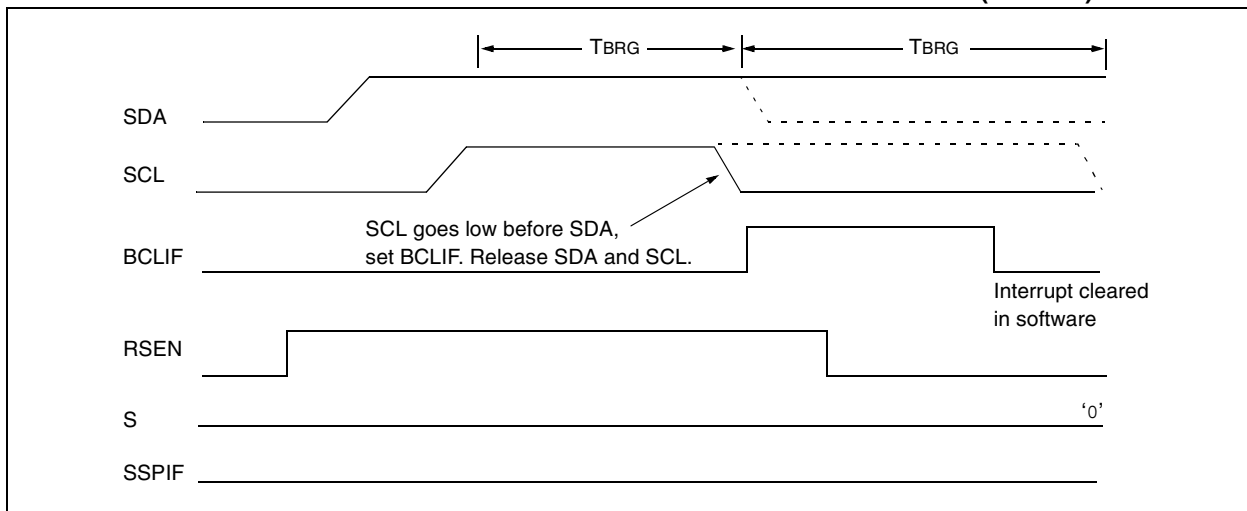 TBRG TBRG
SDA
SCL
SCL goes low before SDA,
set BCLIF. Release SDA and SCL.
BCLIF
Interrupt cleared
in software
RSEN
S
‘0’
SSPIF